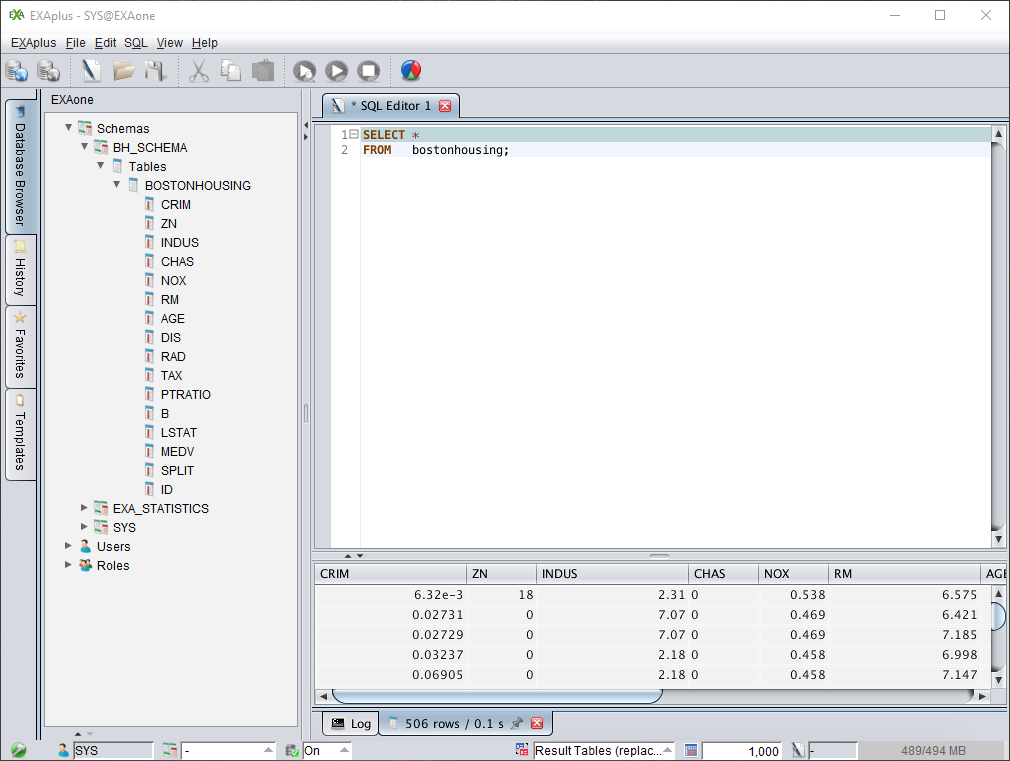 EXA EXAplus - SYS@EXAone
EXAplus File Edit SQL View Help
Database Browser
History
Favorites
Templates
EXAone
Schemas
BH_SCHEMA
Tables
BOSTONHOUSING
CRIM
ZN
INDUS
CHAS
NOX
RM
AGE
DIS
RAD
TAX
PTRATIO
B
LSTAT
MEDV
SPLIT
ID
EXA_STATISTICS
SYS
Users
Roles
* SQL Editor 1
1 SELECT *
2 FROM bostonhousing;
CRIM ZN INDUS CHAS NOX RM AGE
6.32e-3 18 2.31 0 0.538 6.575
0.02731 0 7.07 0 0.469 6.421
0.02729 0 7.07 0 0.469 7.185
0.03237 0 2.18 0 0.458 6.998
0.06905 0 2.18 0 0.458 7.147
Log 506 rows / 0.1 s
SYS - On Result Tables (replac... 1,000 - 489/494 MB